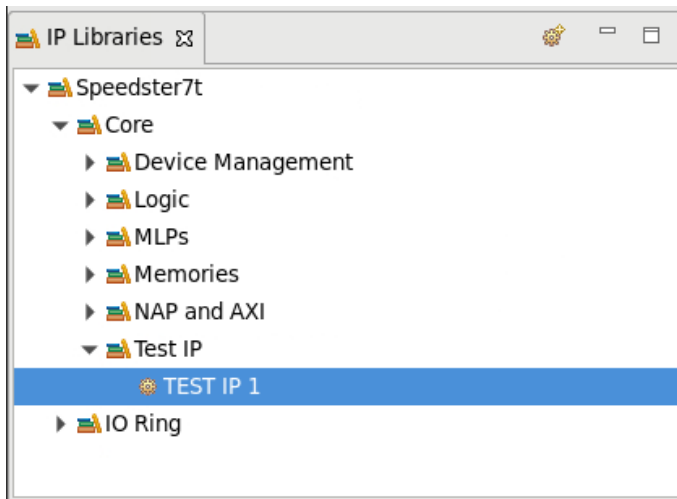 IP Libraries
Speedster7t
Core
Device Management
Logic
MLPs
Memories
NAP and AXI
Test IP
TEST IP 1
IO Ring